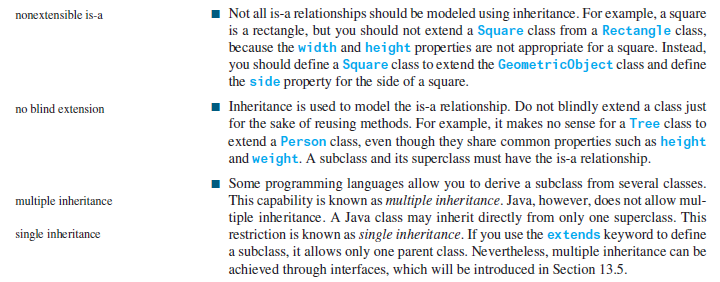 nonextensible is-a
■ Not all is-a relationships should be modeled using inheritance. For example, a square
is a rectangle, but you should not extend a Square class from a Rectangle class,
because the width and height properties are not appropriate for a square. Instead,
you should define a Square class to extend the GeometricObject class and define
the side property for the side of a square.
no blind extension
■ Inheritance is used to model the is-a relationship. Do not blindly extend a class just
for the sake of reusing methods. For example, it makes no sense for a Tree class to
extend a Person class, even though they share common properties such as height
and weight. A subclass and its superclass must have the is-a relationship.
■ Some programming languages allow you to derive a subclass from several classes.
multiple inheritance
This capability is known as multiple inheritance. Java, however, does not allow mul-
tiple inheritance. A Java class may inherit directly from only one superclass. This
single inheritance
restriction is known as single inheritance. If you use the extends keyword to define
a subclass, it allows only one parent class. Nevertheless, multiple inheritance can be
achieved through interfaces, which will be introduced in Section 13.5.